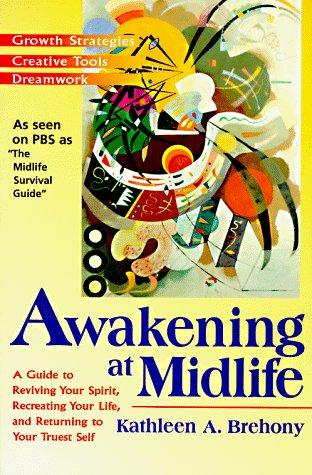 Growth Strategies
Creative Tools
Dreamwork
As seen
on PBS as
"The
Midlife
Survival
Guide"
Awakening
at Midlife
A Guide to
Reviving Your Spirit,
Recreating Your Life,
and Returning to
Your Truest Self
Kathleen A. Brehony